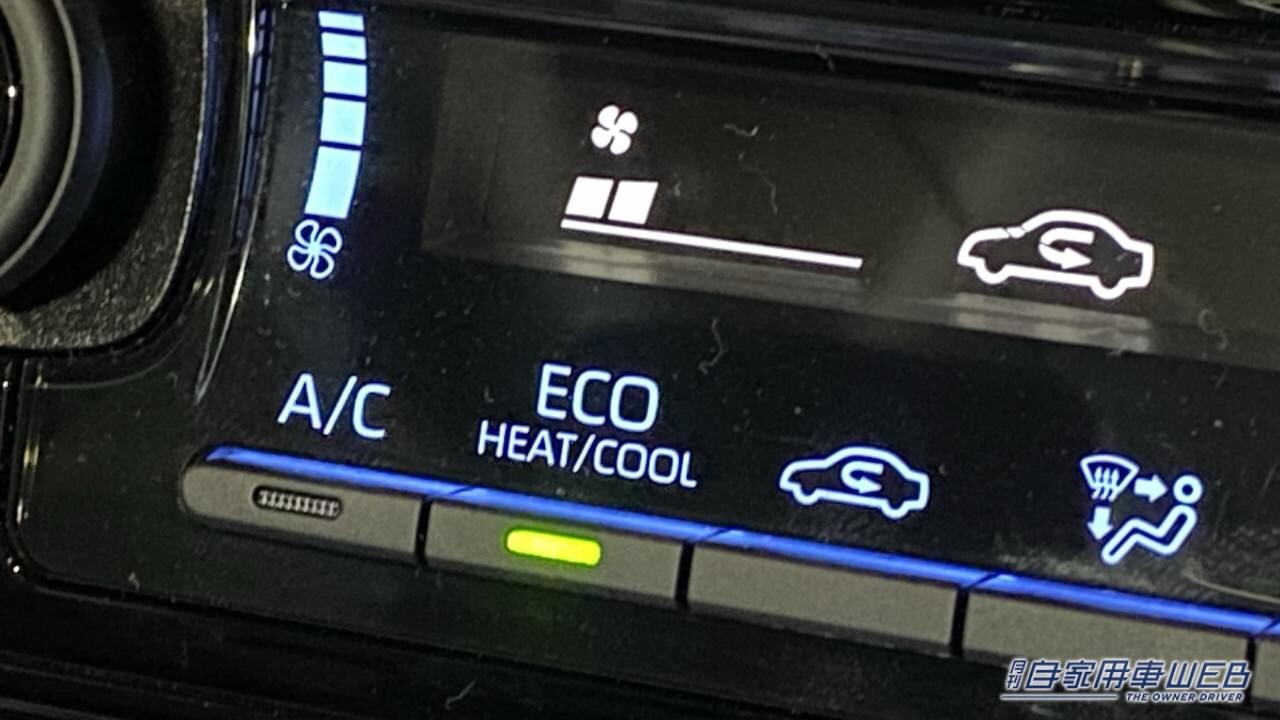 A/C
ECO
HEAT/COOL
月刊自家用車WEB
THE OWNER DRIVER